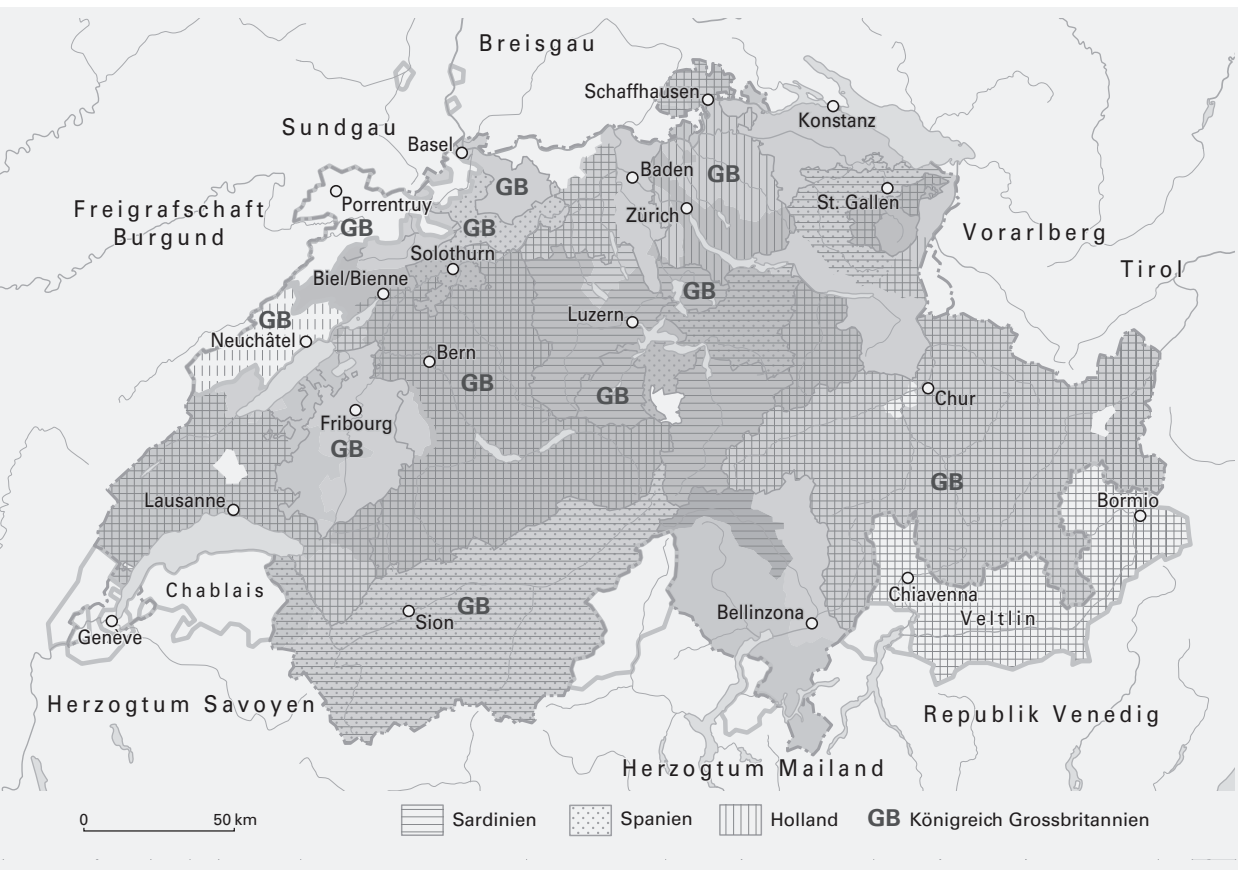 Breisgau
Schaffhausen
Konstanz
Sundgau
Basel
Baden
GB
GB
Porrentruy
St. Gallen
Freigrafschaft
Burgund
GB
GB
Zürich
Vorarlberg
Solothurn
Tirol
Biel/Bienne
GB
GB
Luzern
Neuchâtel
Bern
GB
GB
Chur
Fribourg
GB
GB
Lausanne
Bormio
Chablais
Chiavenna
GB
Sion
Bellinzona
Veltlin
Genève
Herzogtum Savoyen
Republik Venedig
Herzogtum Mailand
0 50 km
Sardinien
Spanien
Holland
GB Königreich Grossbritannien